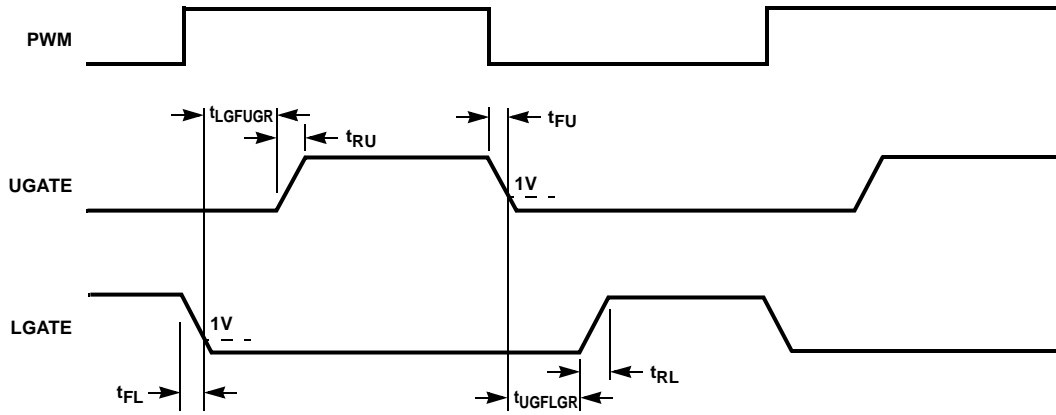 PWM
tLGFUGR
tRU
tFU
UGATE
1V
LGATE
1V
tFL
tRL
tUGFLGR